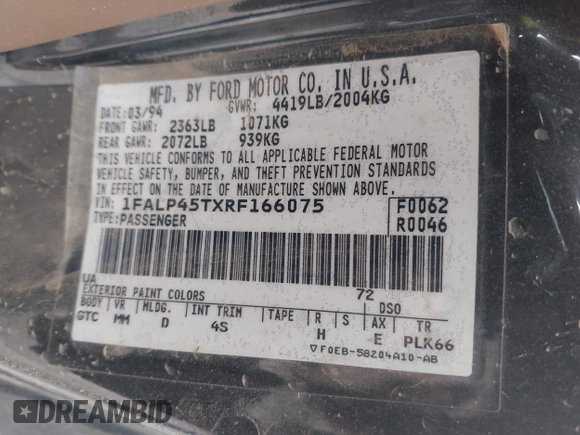 MFD. BY FORD MOTOR CO. IN U.S.A.
DATE: 03/94 GVWR: 4419LB/2004KG
FRONT GAWR: 2363LB 1071KG
REAR GAWR: 2072LB 939KG
THIS VEHICLE CONFORMS TO ALL APPLICABLE FEDERAL MOTOR
VEHICLE SAFETY, BUMPER, AND THEFT PREVENTION STANDARDS
IN EFFECT ON THE DATE OF MANUFACTURE SHOWN ABOVE.
VIN: 1FALP45TXRF166075 F0062
TYPE: PASSENGER R0046
UA 72
EXTERIOR PAINT COLORS DSO
BODY VR MLDG. INT TRIM TAPE R S AX TR
GTC MM D 4S H E PLK66
▽F0EB-58204A10-AB
DREAMBID